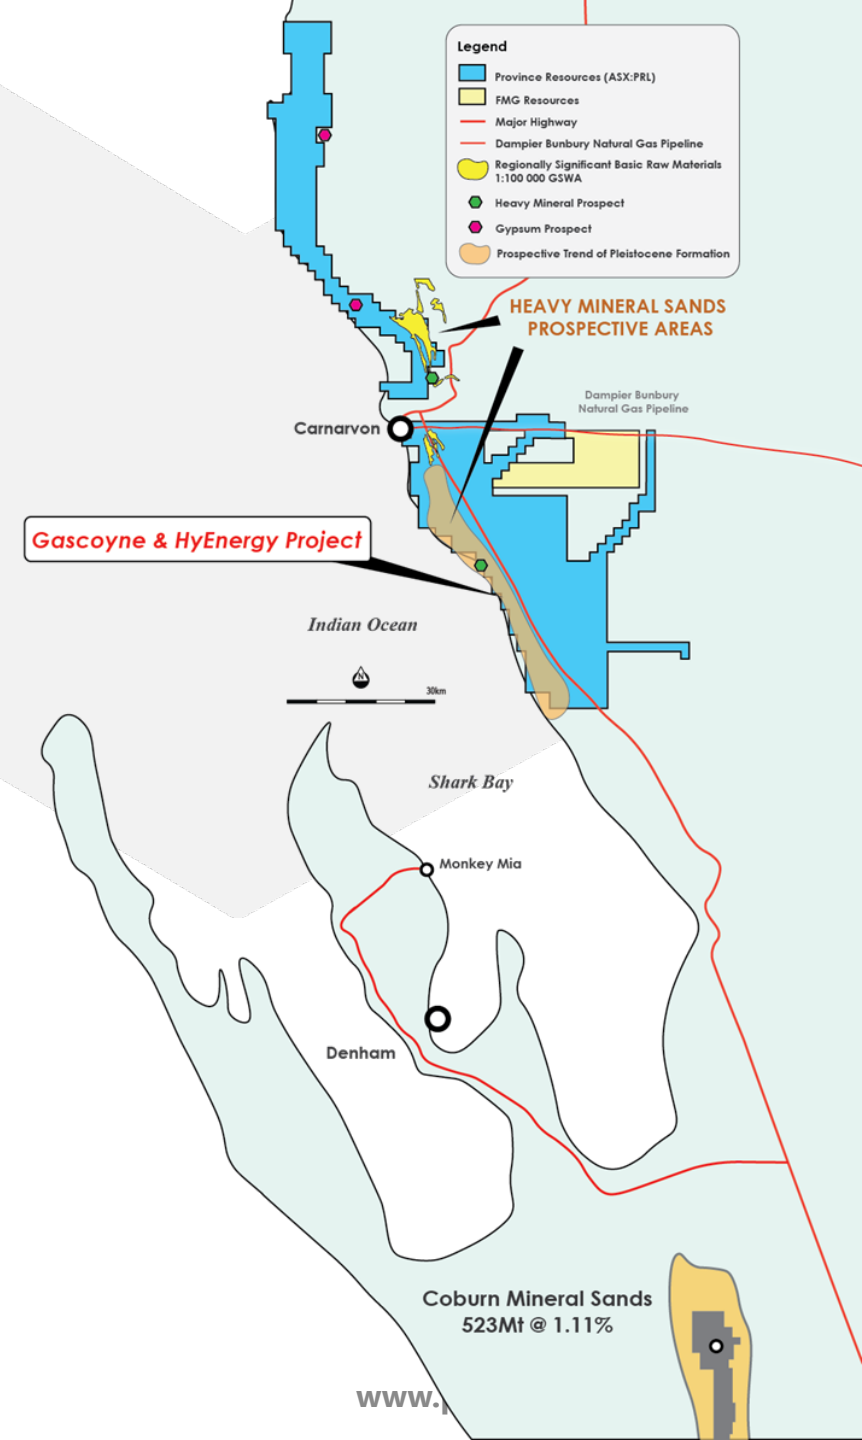 Legend
Province Resources (ASX:PRL)
FMG Resources
Major Highway
Dampier Bunbury Natural Gas Pipeline
Regionally Significant Basic Raw Materials
1:100 000 GSWA
Heavy Mineral Prospect
Gypsum Prospect
Prospective Trend of Pleistocene Formation
HEAVY MINERAL SANDS
PROSPECTIVE AREAS
Dampier Bunbury
Natural Gas Pipeline
Carnarvon
Gascoyne & HyEnergy Project
Indian Ocean
N
30km
Shark Bay
Monkey Mia
Denham
Coburn Mineral Sands
523Mt @ 1.11%
www.